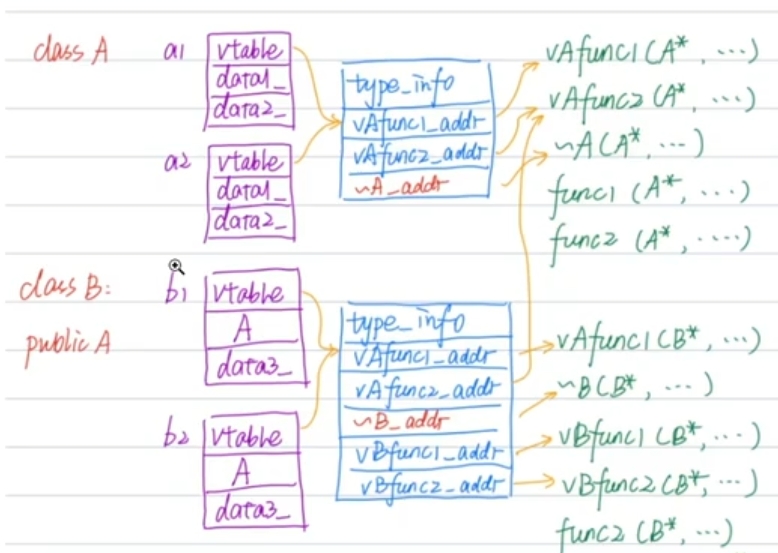 class A
a1
vtable
data1_
data2_
a2
vtable
data1_
data2_
type_info
vAfunc1_addr
vAfunc2_addr
~A_addr
vAfunc1 (A*, ...)
vAfunc2 (A*, ...)
~A (A*, ...)
func1 (A*, ...)
func2 (A*, ....)
class B:
public A
b1
vtable
A
data3_
b2
vtable
A
data3_
type_info
vAfunc1_addr
vAfunc2_addr
~B_addr
vBfunc1_addr
vBfunc2_addr
vAfunc1 (B*, ...)
~B (B*, ...)
vBfunc1 (B*, ...)
vBfunc2 (B*, ...)
func2 (B*, ...)